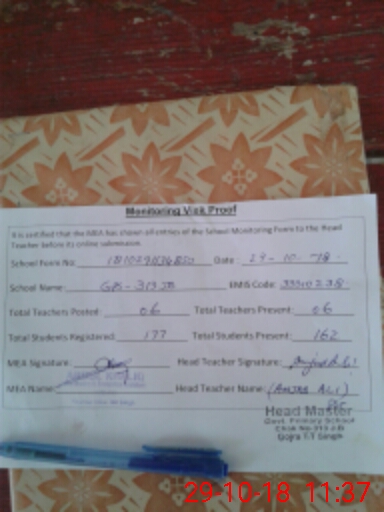 Monitoring Visit Proof
It is certified that the MEA has shown all entries of the School Monitoring Form to the Head
Teacher before its online submission.
School Form No: Date: 29-10-18
School Name: GPS-313 JB EMIS Code: 33310238
Total Teachers Posted: 06 Total Teachers Present: 06
Total Students Registered: 177 Total Students Present: 162
MEA Signature: Head Teacher Signature:
MEA Name: Head Teacher Name: (AMJAD ALI)
Head Master
Govt. Primary School
Chak No.313 J.B
Gojra T.T Singh
29-10-18 11:37